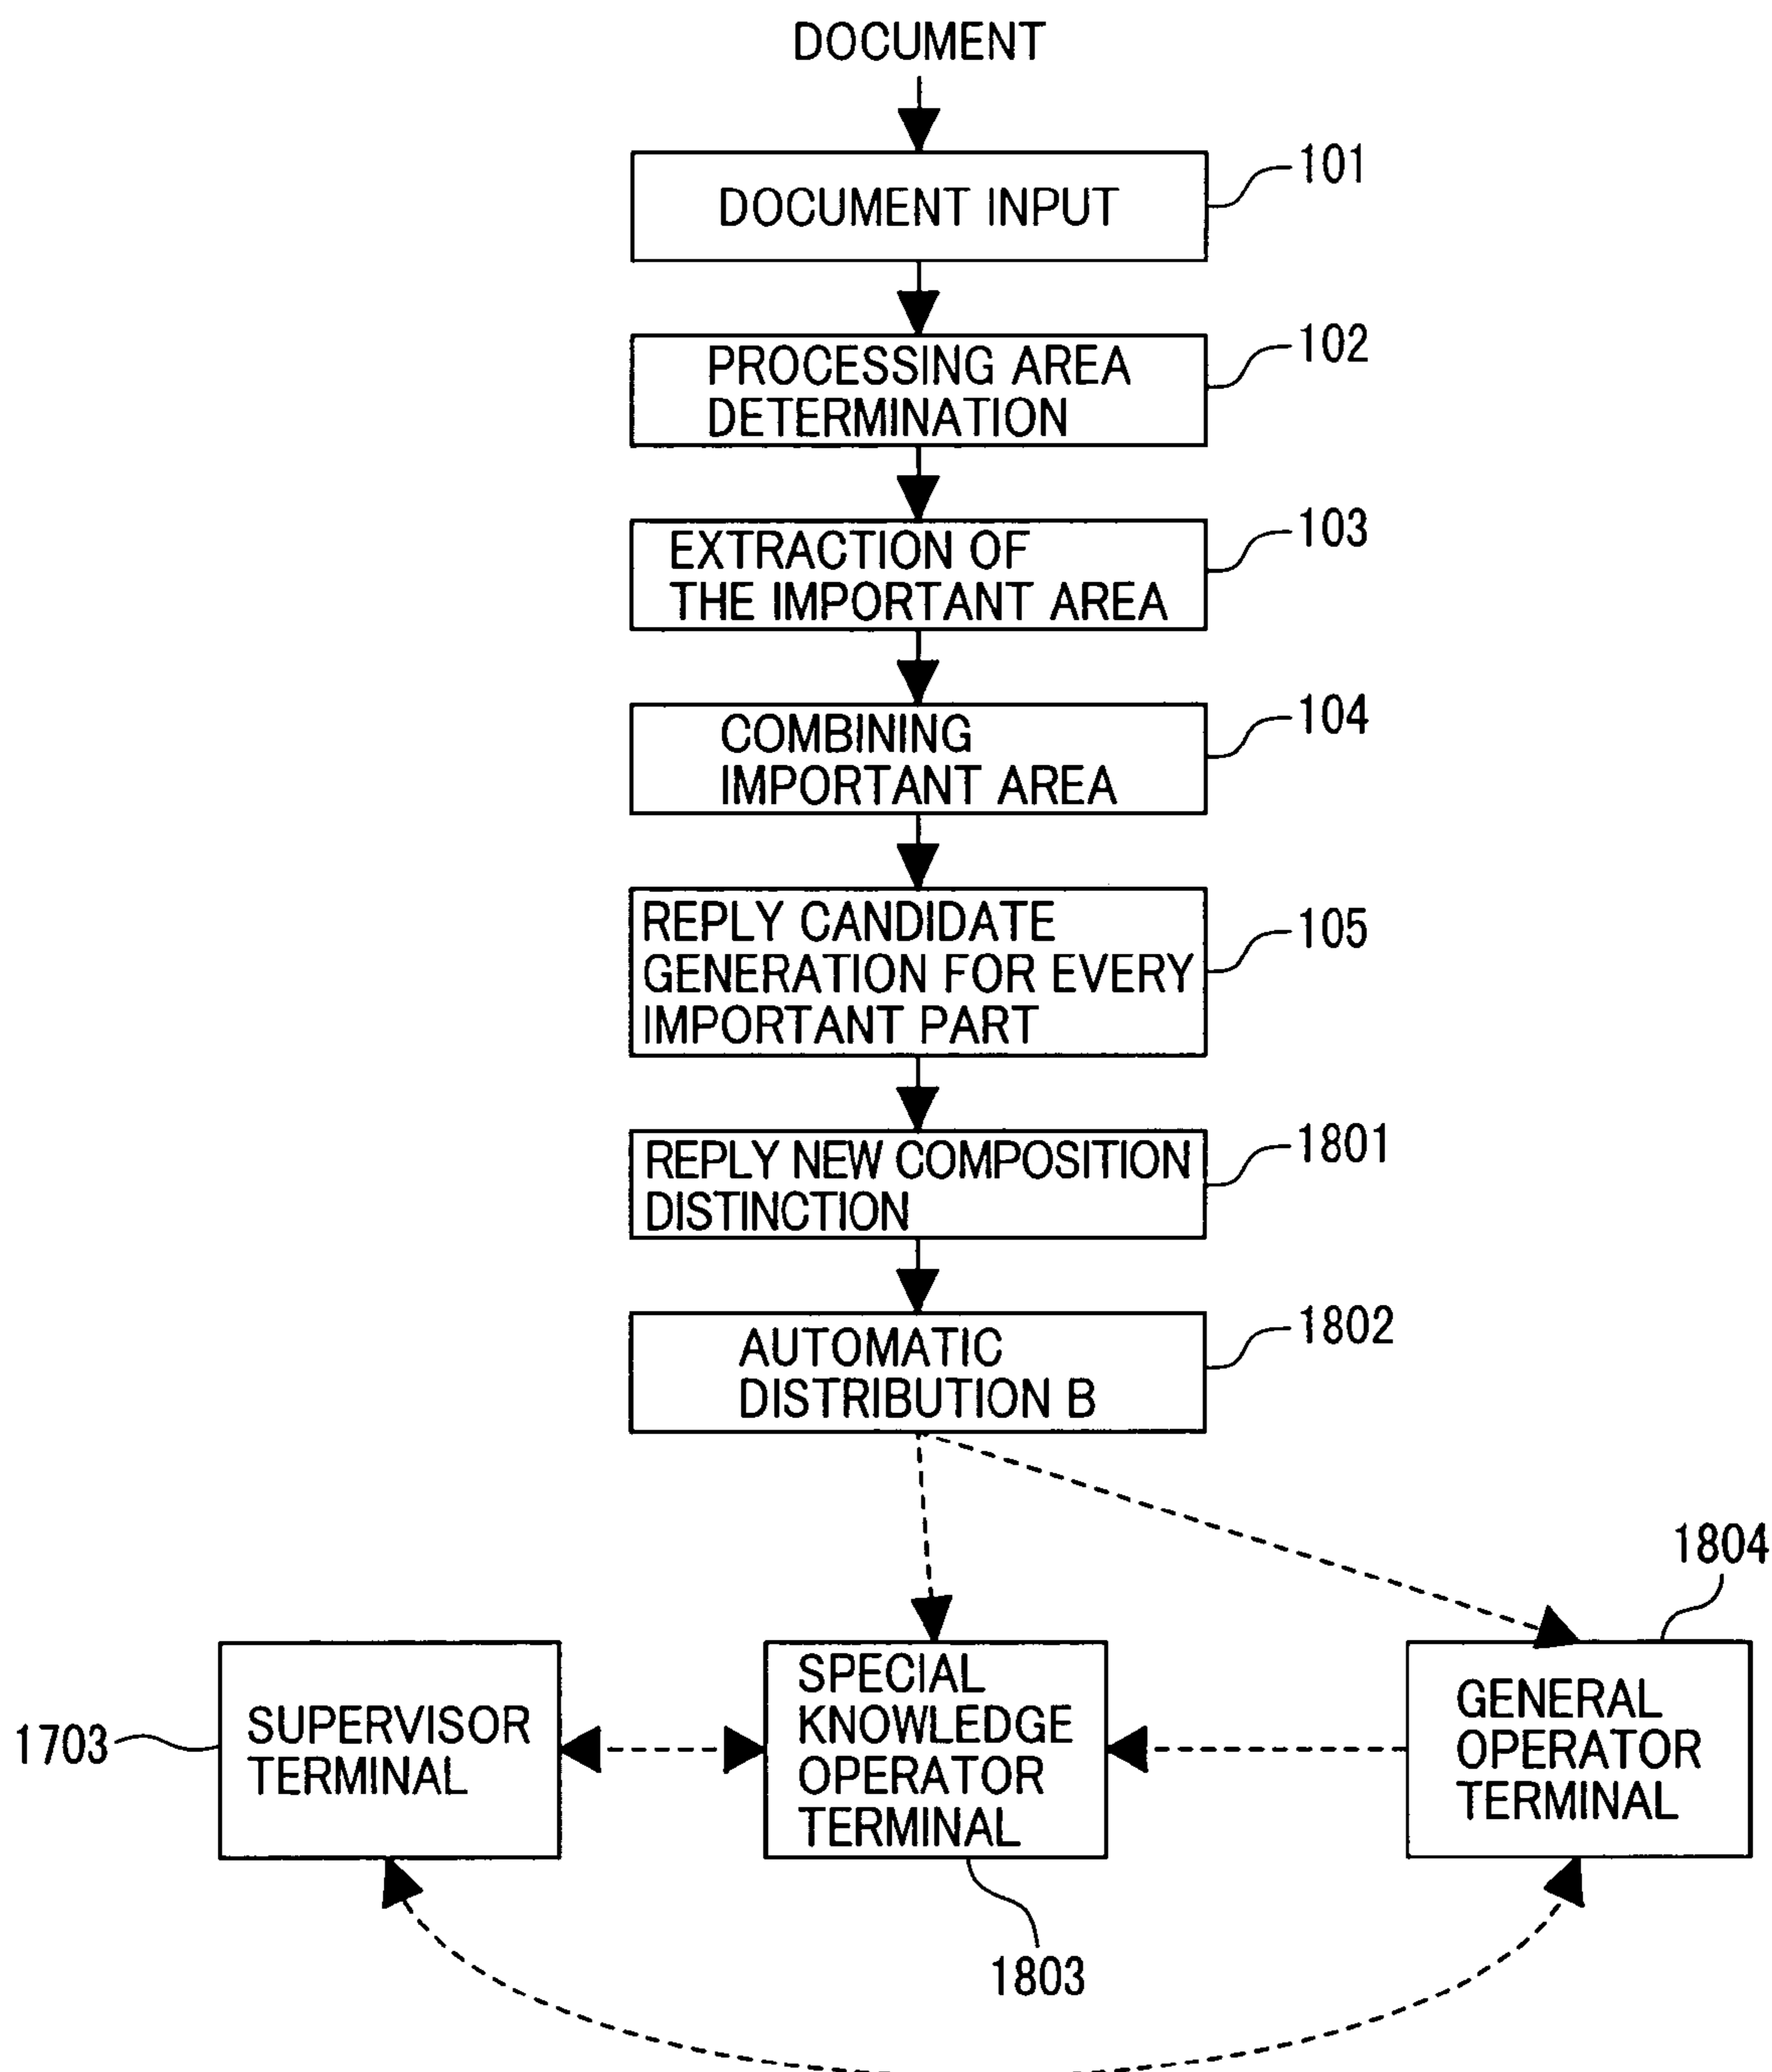 DOCUMENT
DOCUMENT INPUT
101
PROCESSING AREA
DETERMINATION
102
EXTRACTION OF
THE IMPORTANT AREA
103
COMBINING
IMPORTANT AREA
104
REPLY CANDIDATE
GENERATION FOR EVERY
IMPORTANT PART
105
REPLY NEW COMPOSITION
DISTINCTION
1801
AUTOMATIC
DISTRIBUTION B
1802
1703
SUPERVISOR
TERMINAL
SPECIAL
KNOWLEDGE
OPERATOR
TERMINAL
1803
1804
GENERAL
OPERATOR
TERMINAL